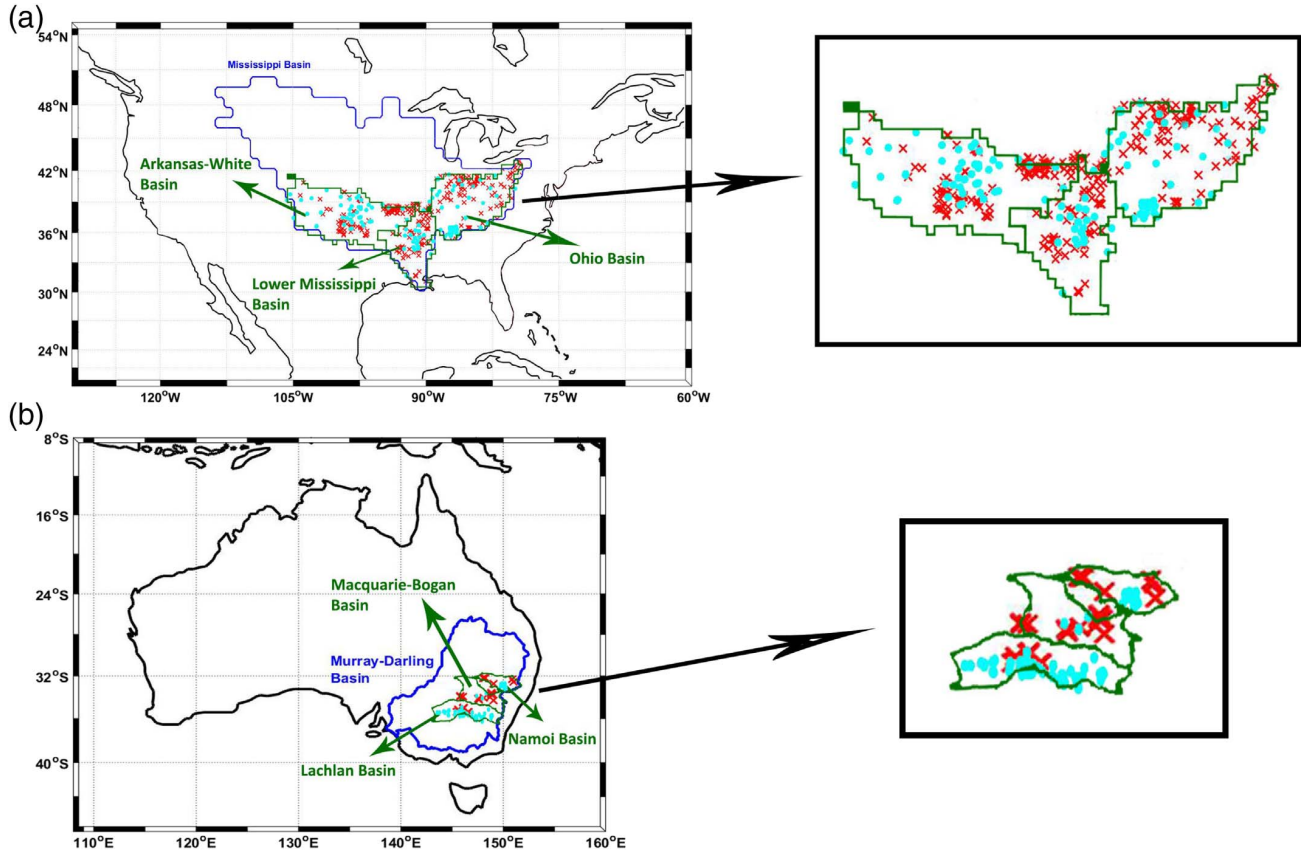 (a)
54°N
48°N
42°N
36°N
30°N
24°N
Mississippi Basin
Arkansas-White
Basin
Ohio Basin
Lower Mississippi
Basin
120°W
105°W
90°W
75°W
60°W
(b)
8°S
16°S
24°S
32°S
40°S
Macquarie-Bogan
Basin
Murray-Darling
Basin
Namoi Basin
Lachlan Basin
110°E
120°E
130°E
140°E
150°E
160°E